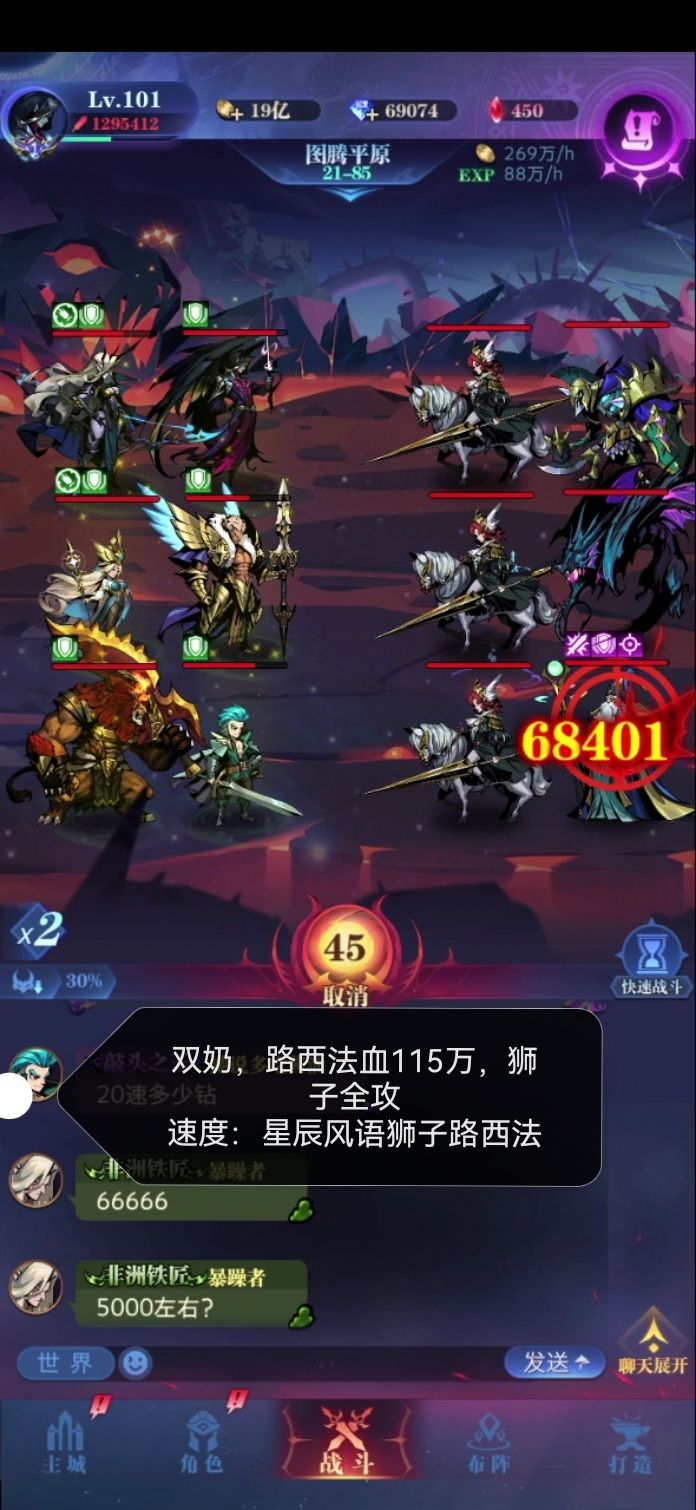 Lv.101
1295412
19亿
69074
450
图腾平原
21-85
269万/h
EXP 88万/h
68401
x2
45
取消
30%
快速战斗
双奶，路西法血115万，狮
子全攻
速度：星辰风语狮子路西法
敲头之
20速多少钻
非洲铁匠 暴躁者
66666
非洲铁匠 暴躁者
5000左右?
世界
发送
聊天展开
主城
角色
战斗
布阵
打造